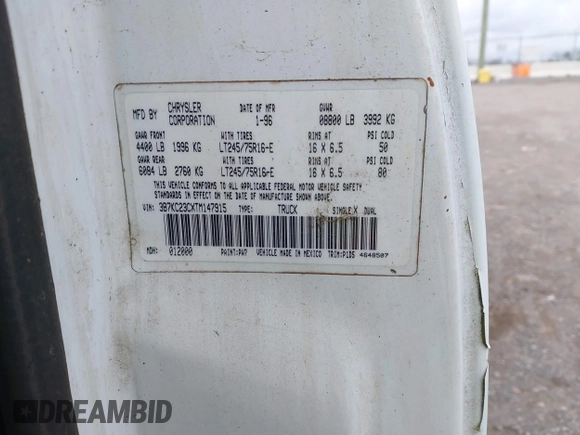 MFD BY CHRYSLER CORPORATION DATE OF MFR 1-96 GVWR 08800 LB 3992 KG
GAWR FRONT WITH TIRES RIMS AT PSI COLD
4400 LB 1996 KG LT245/75R16-E 16 X 6.5 50
GAWR REAR WITH TIRES RIMS AT PSI COLD
6084 LB 2760 KG LT245/75R16-E 16 X 6.5 80
THIS VEHICLE CONFORMS TO ALL APPLICABLE FEDERAL MOTOR VEHICLE SAFETY
STANDARDS IN EFFECT ON THE DATE OF MANUFACTURE SHOWN ABOVE.
VIN: 3B7KC23CXTM147915 TYPE: TRUCK SINGLE X DUAL
MDH: 012000 PAINT: PW7 VEHICLE MADE IN MEXICO TRIM: P1DS 4648507
DREAMBID